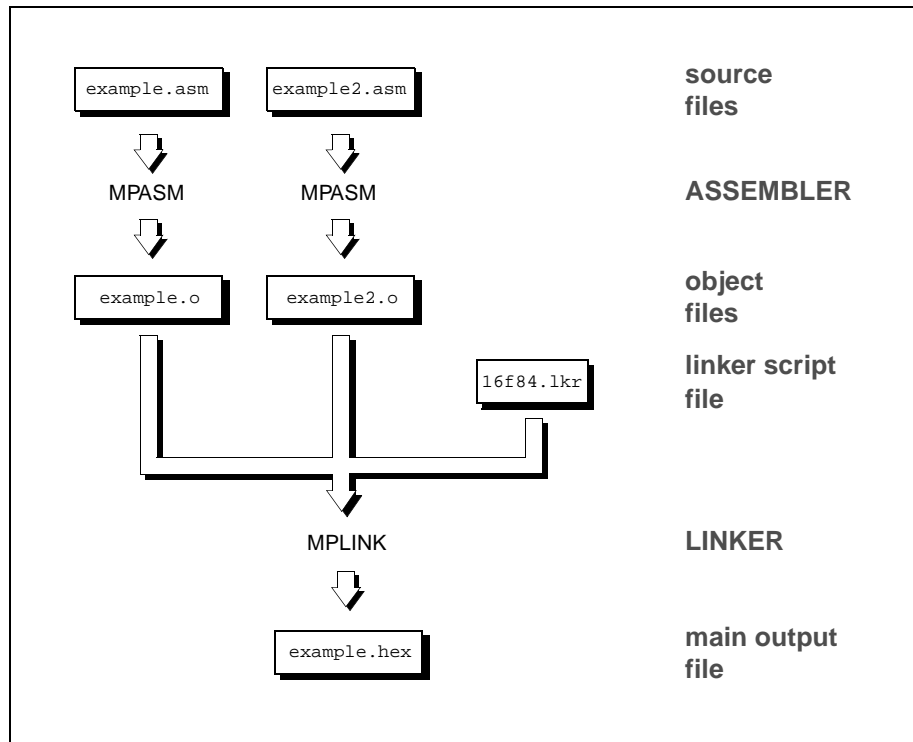 example.asm
example2.asm
source
files
MPASM
MPASM
ASSEMBLER
example.o
example2.o
object
files
16f84.lkr
linker script
file
MPLINK
LINKER
example.hex
main output
file